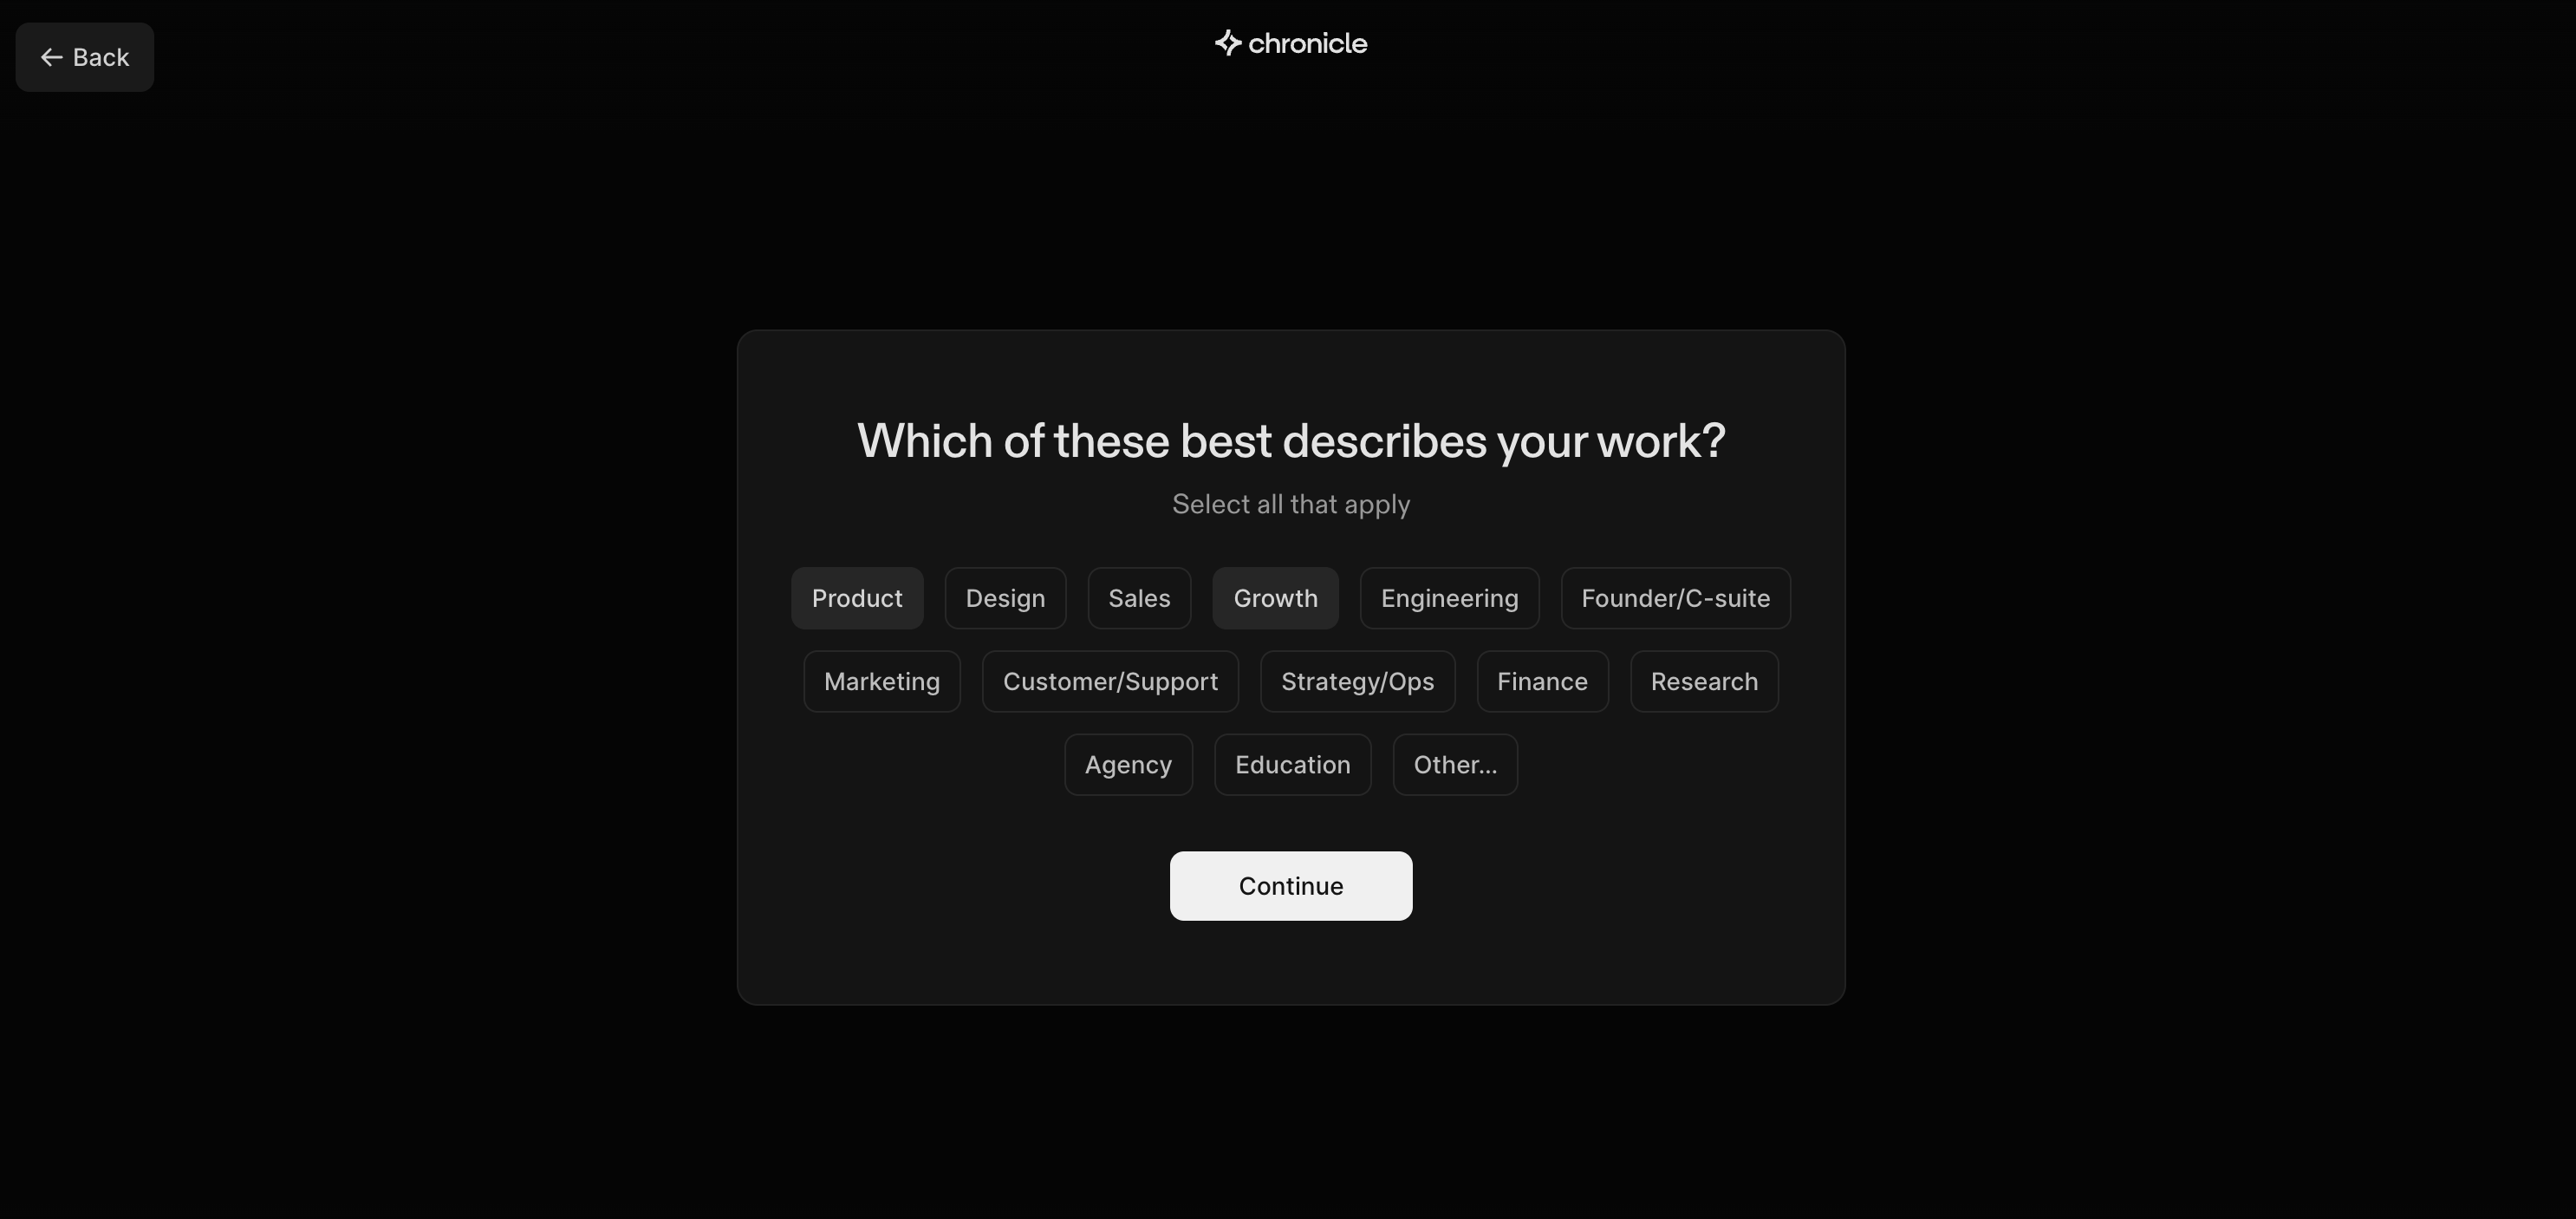 Back
chronicle
Which of these best describes your work?
Select all that apply
Product Design Sales Growth Engineering Founder/C-suite
Marketing Customer/Support Strategy/Ops Finance Research
Agency Education Other...
Continue